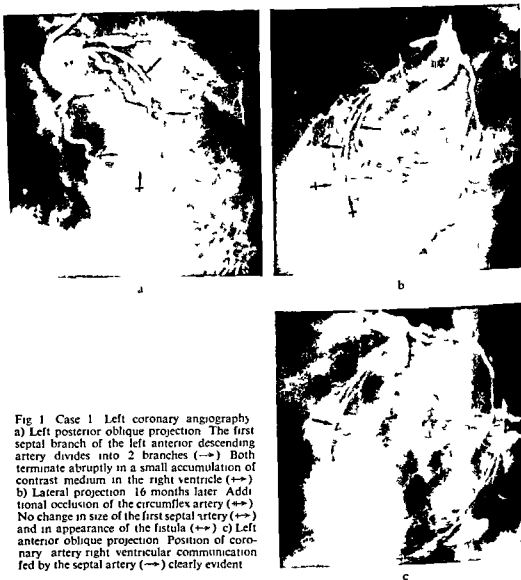 a
b
Fig 1 Case 1 Left coronary angiography
a) Left posterior oblique projection The first
septal branch of the left anterior descending
artery divides into 2 branches (→) Both
terminate abruptly in a small accumulation of
contrast medium in the right ventricle (↔)
b) Lateral projection 16 months later Addi
tional occlusion of the circumflex artery (↔)
No change in size of the first septal artery (↔)
and in appearance of the fistula (↔) c) Left
anterior oblique projection Position of coro-
nary artery right ventricular communication
fed by the septal artery (→) clearly evident
c